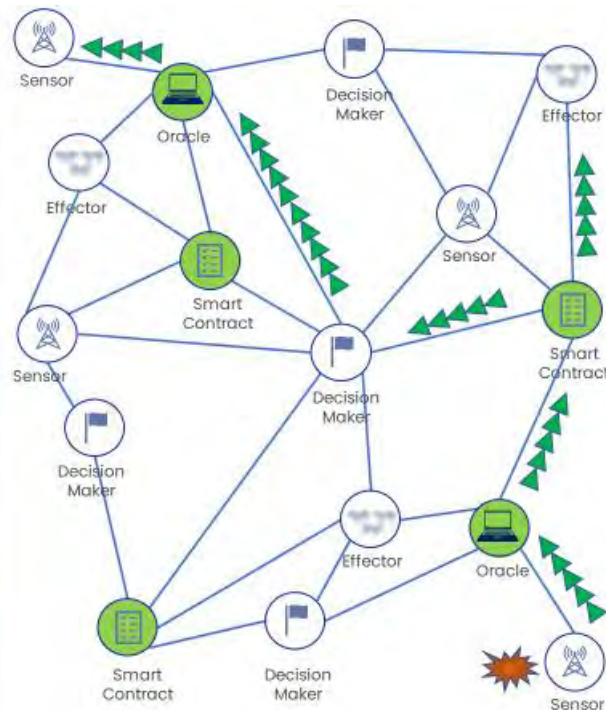 Sensor
Oracle
Decision
Maker
Effector
Effector
Sensor
Smart
Contract
Smart
Contract
Sensor
Decision
Maker
Decision
Maker
Effector
Oracle
Smart
Contract
Decision
Maker
Sensor